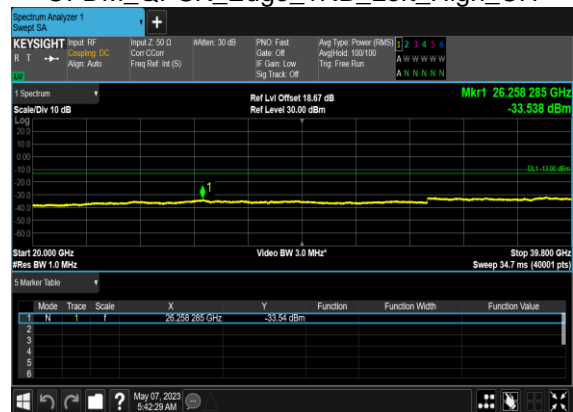 Spectrum Analyzer 1
Swept SA
+
KEYSIGHT
R T
LU
Input: RF
Coupling: DC
Align: Auto
Input Z: 50 Ω
Corr CCorr
Freq Ref: Int (S)
#Atten: 30 dB
PNO: Fast
Gate: Off
IF Gain: Low
Sig Track: Off
Avg Type: Power (RMS)
Avg|Hold: 100/100
Trig: Free Run
1 2 3 4 5 6
A W W W W W
A N N N N N
1 Spectrum
Scale/Div 10 dB
Log
Ref Lvl Offset 18.67 dB
Ref Level 30.00 dBm
Mkr1 26.258 285 GHz
-33.538 dBm
20.0
10.0
0.00
-10.0
-20.0
-30.0
-40.0
-50.0
-60.0
DL1 -13.00 dBm
1
Start 20.000 GHz
#Res BW 1.0 MHz
Video BW 3.0 MHz*
Stop 39.800 GHz
Sweep 34.7 ms (40001 pts)
5 Marker Table
Mode Trace Scale X Y Function Function Width Function Value
1 N 1 f 26.258 285 GHz -33.54 dBm
2
3
4
5
6
?
May 07, 2023
5:42:29 AM